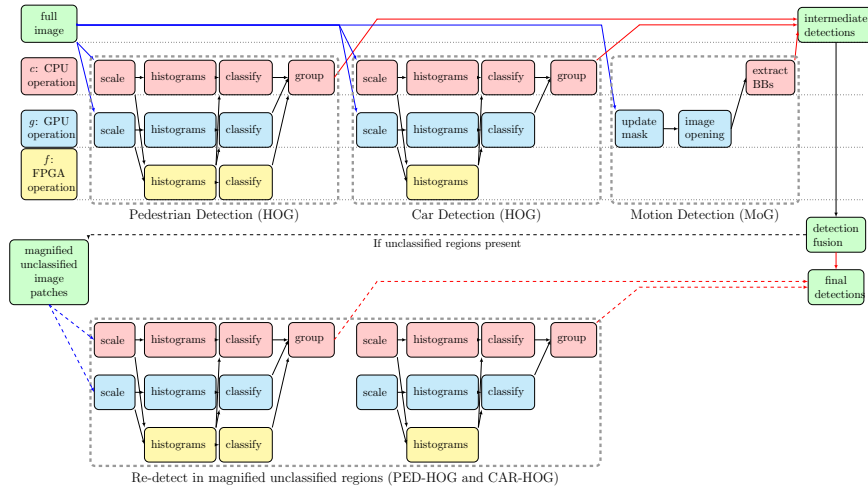 full
image
intermediate
detections
c: CPU
operation
scale
histograms
classify
group
scale
histograms
classify
group
extract
BBs
g: GPU
operation
scale
histograms
classify
scale
histograms
classify
update
mask
image
opening
f:
FPGA
operation
histograms
classify
histograms
Pedestrian Detection (HOG)
Car Detection (HOG)
Motion Detection (MoG)
detection
fusion
If unclassified regions present
magnified
unclassified
image
patches
final
detections
scale
histograms
classify
group
scale
histograms
classify
group
scale
histograms
classify
scale
histograms
classify
histograms
classify
histograms
Re-detect in magnified unclassified regions (PED-HOG and CAR-HOG)